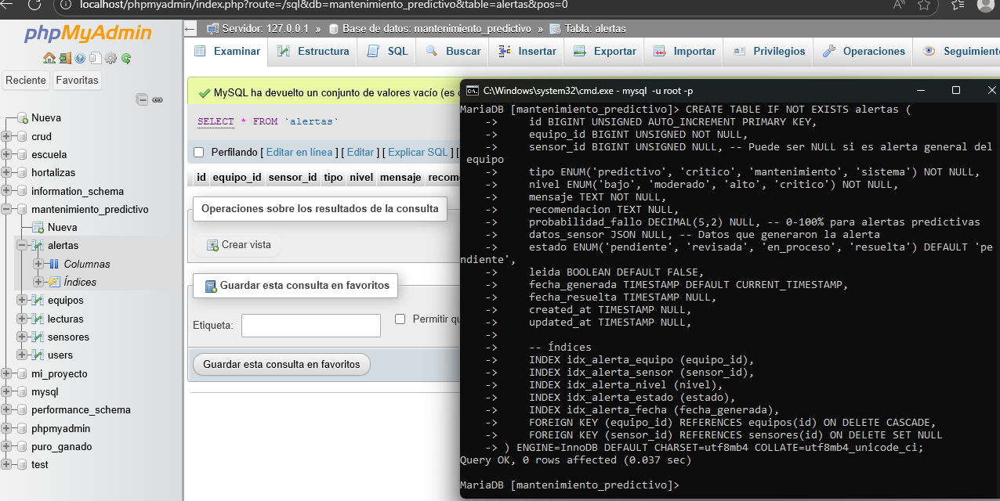 localhost/phpmyadmin/index.php?route=/sql&db=mantenimiento_predictivo&table=alertas&pos=0
phpMyAdmin
Reciente Favoritas
Nueva
crud
escuela
hortalizas
information_schema
mantenimiento_predictivo
Nueva
alertas
Columnas
Índices
equipos
lecturas
sensores
users
mi_proyecto
mysql
performance_schema
phpmyadmin
puro_ganado
test
Servidor: 127.0.0.1 » Base de datos: mantenimiento_predictivo » Tabla: alertas
Examinar Estructura SQL Buscar Insertar Exportar Importar Privilegios Operaciones Seguimiento
MySQL ha devuelto un conjunto de valores vacío (es
SELECT * FROM `alertas`
Perfilando [ Editar en línea ] [ Editar ] [ Explicar SQL ] [
id equipo_id sensor_id tipo nivel mensaje recom
Operaciones sobre los resultados de la consulta
Crear vista
Guardar esta consulta en favoritos
Etiqueta: Permitir qu
Guardar esta consulta en favoritos
C:\Windows\system32\cmd.exe - mysql -u root -p
MariaDB [mantenimiento_predictivo]> CREATE TABLE IF NOT EXISTS alertas (
-> id BIGINT UNSIGNED AUTO_INCREMENT PRIMARY KEY,
-> equipo_id BIGINT UNSIGNED NOT NULL,
-> sensor_id BIGINT UNSIGNED NULL, -- Puede ser NULL si es alerta general del
equipo
-> tipo ENUM('predictivo', 'critico', 'mantenimiento', 'sistema') NOT NULL,
-> nivel ENUM('bajo', 'moderado', 'alto', 'critico') NOT NULL,
-> mensaje TEXT NOT NULL,
-> recomendacion TEXT NULL,
-> probabilidad_fallo DECIMAL(5,2) NULL, -- 0-100% para alertas predictivas
-> datos_sensor JSON NULL, -- Datos que generaron la alerta
-> estado ENUM('pendiente', 'revisada', 'en_proceso', 'resuelta') DEFAULT 'pe
ndiente',
-> leida BOOLEAN DEFAULT FALSE,
-> fecha_generada TIMESTAMP DEFAULT CURRENT_TIMESTAMP,
-> fecha_resuelta TIMESTAMP NULL,
-> created_at TIMESTAMP NULL,
-> updated_at TIMESTAMP NULL,
->
-> -- Índices
-> INDEX idx_alerta_equipo (equipo_id),
-> INDEX idx_alerta_sensor (sensor_id),
-> INDEX idx_alerta_nivel (nivel),
-> INDEX idx_alerta_estado (estado),
-> INDEX idx_alerta_fecha (fecha_generada),
-> FOREIGN KEY (equipo_id) REFERENCES equipos(id) ON DELETE CASCADE,
-> FOREIGN KEY (sensor_id) REFERENCES sensores(id) ON DELETE SET NULL
-> ) ENGINE=InnoDB DEFAULT CHARSET=utf8mb4 COLLATE=utf8mb4_unicode_ci;
Query OK, 0 rows affected (0.037 sec)
MariaDB [mantenimiento_predictivo]>